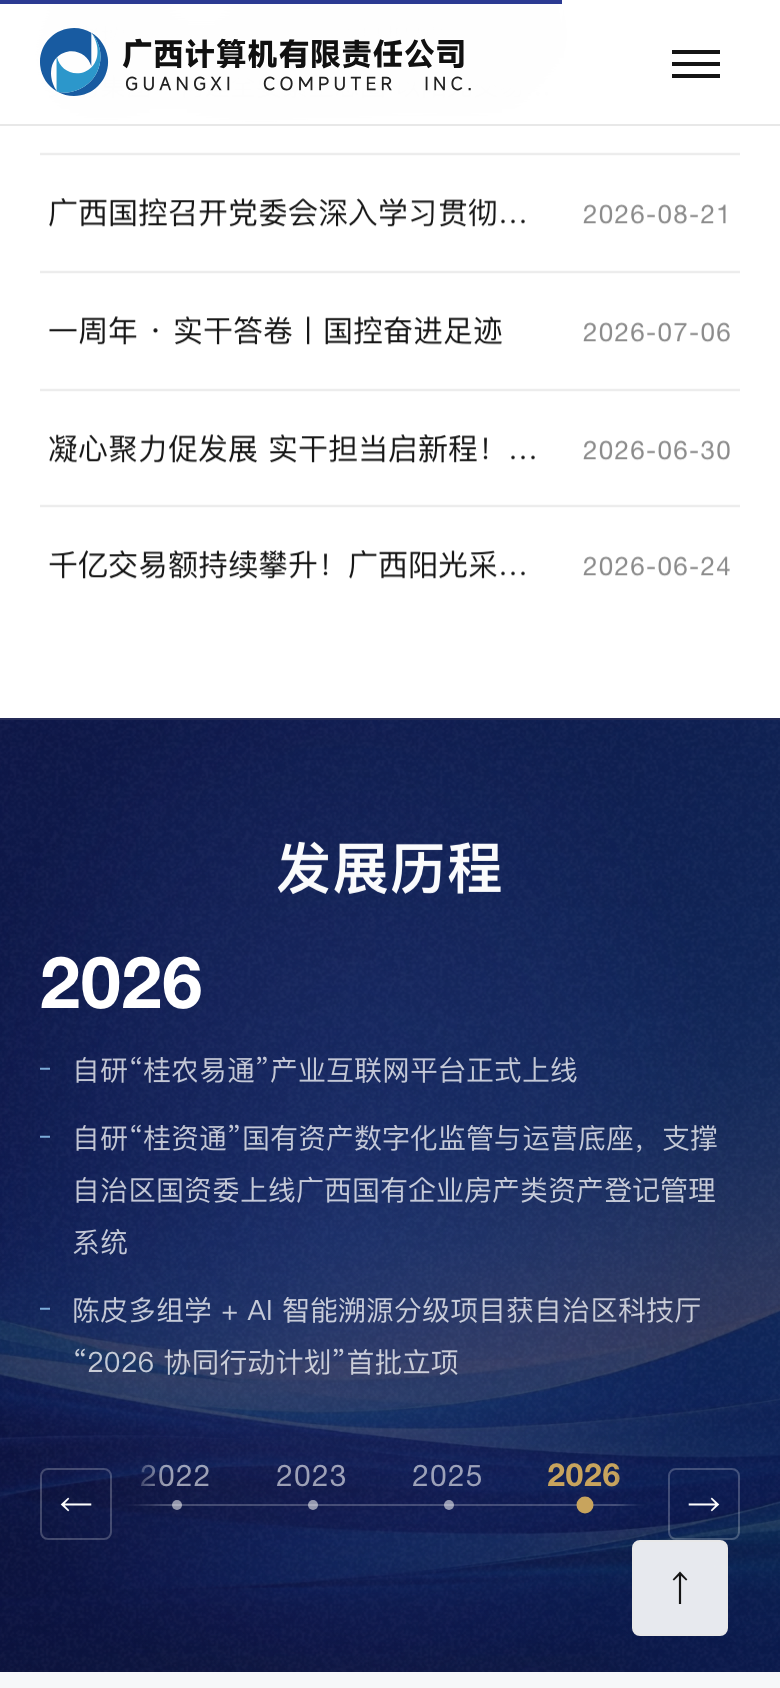 广西计算机有限责任公司
GUANGXI COMPUTER INC.
广西国控召开党委会深入学习贯彻... 2026-08-21
一周年 · 实干答卷丨国控奋进足迹 2026-07-06
凝心聚力促发展 实干担当启新程！... 2026-06-30
千亿交易额持续攀升！广西阳光采... 2026-06-24
发展历程
2026
- 自研“桂农易通”产业互联网平台正式上线
- 自研“桂资通”国有资产数字化监管与运营底座，支撑
自治区国资委上线广西国有企业房产类资产登记管理
系统
- 陈皮多组学 + AI 智能溯源分级项目获自治区科技厅
“2026 协同行动计划”首批立项
← 2022 2023 2025 2026 →
↑